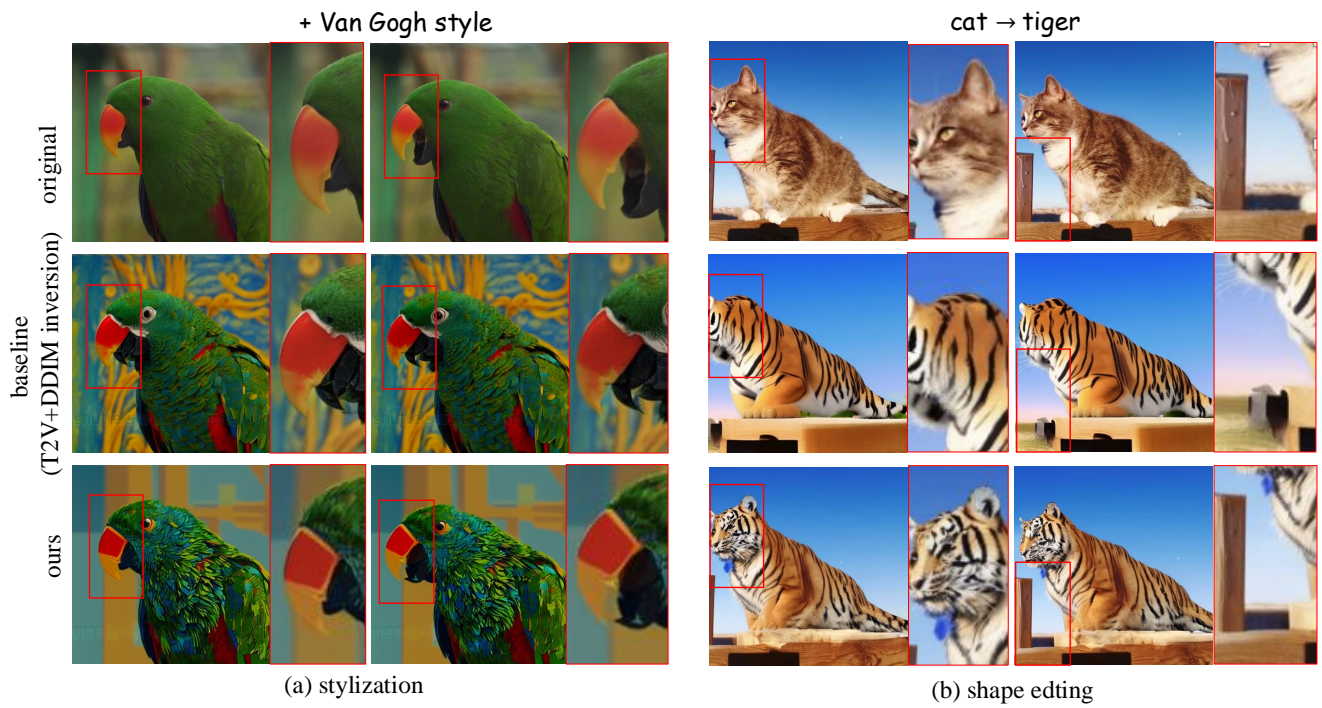 + Van Gogh style
cat → tiger
original
baseline
(T2V+DDIM inversion)
ours
(a) stylization
(b) shape edting